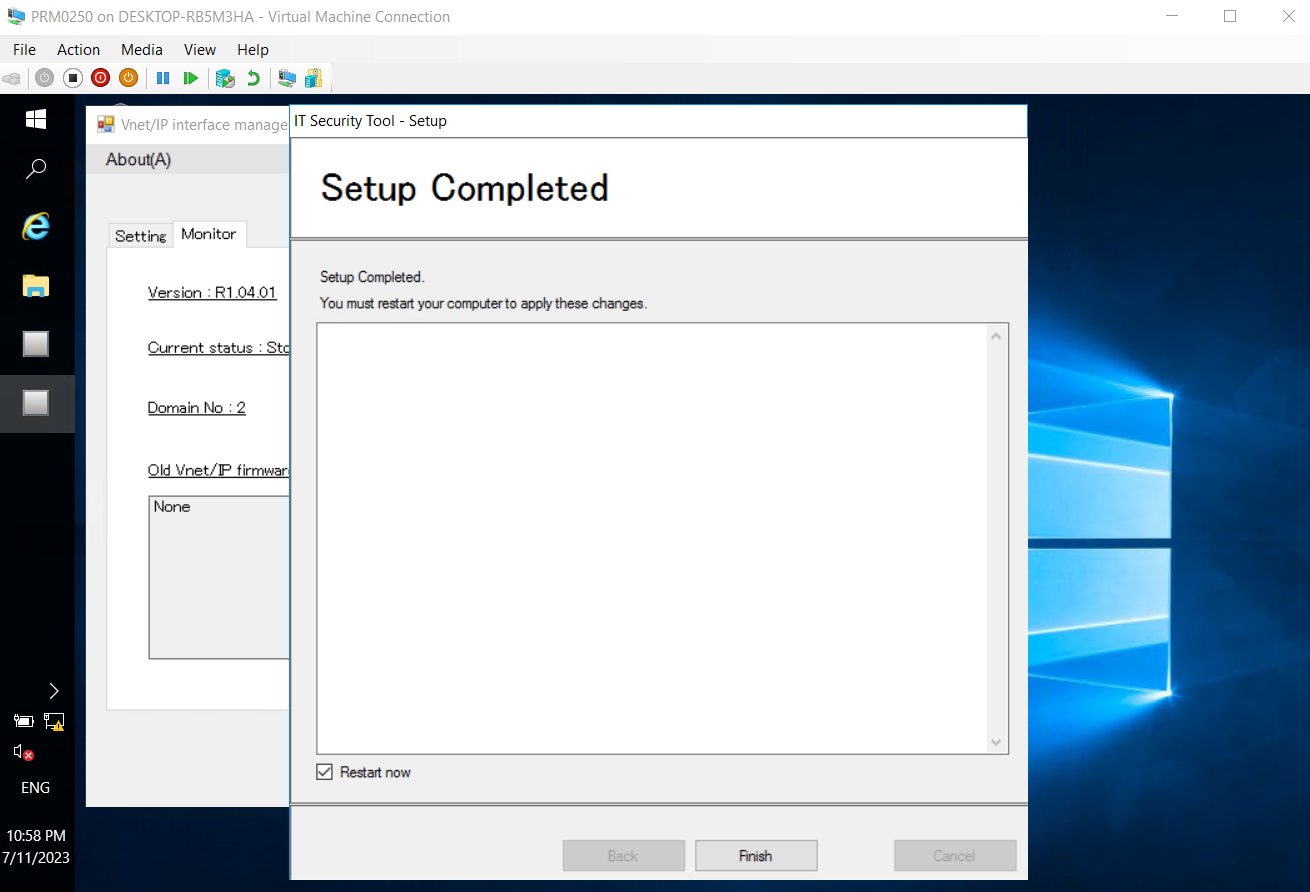 PRM0250 on DESKTOP-RB5M3HA - Virtual Machine Connection
File Action Media View Help
Vnet/IP interface manage
About(A)
Setting Monitor
Version : R1.04.01
Current status : Sto
Domain No : 2
Old Vnet/IP firmwar
None
IT Security Tool - Setup
Setup Completed
Setup Completed.
You must restart your computer to apply these changes.
Restart now
Back Finish Cancel
ENG
10:58 PM
7/11/2023